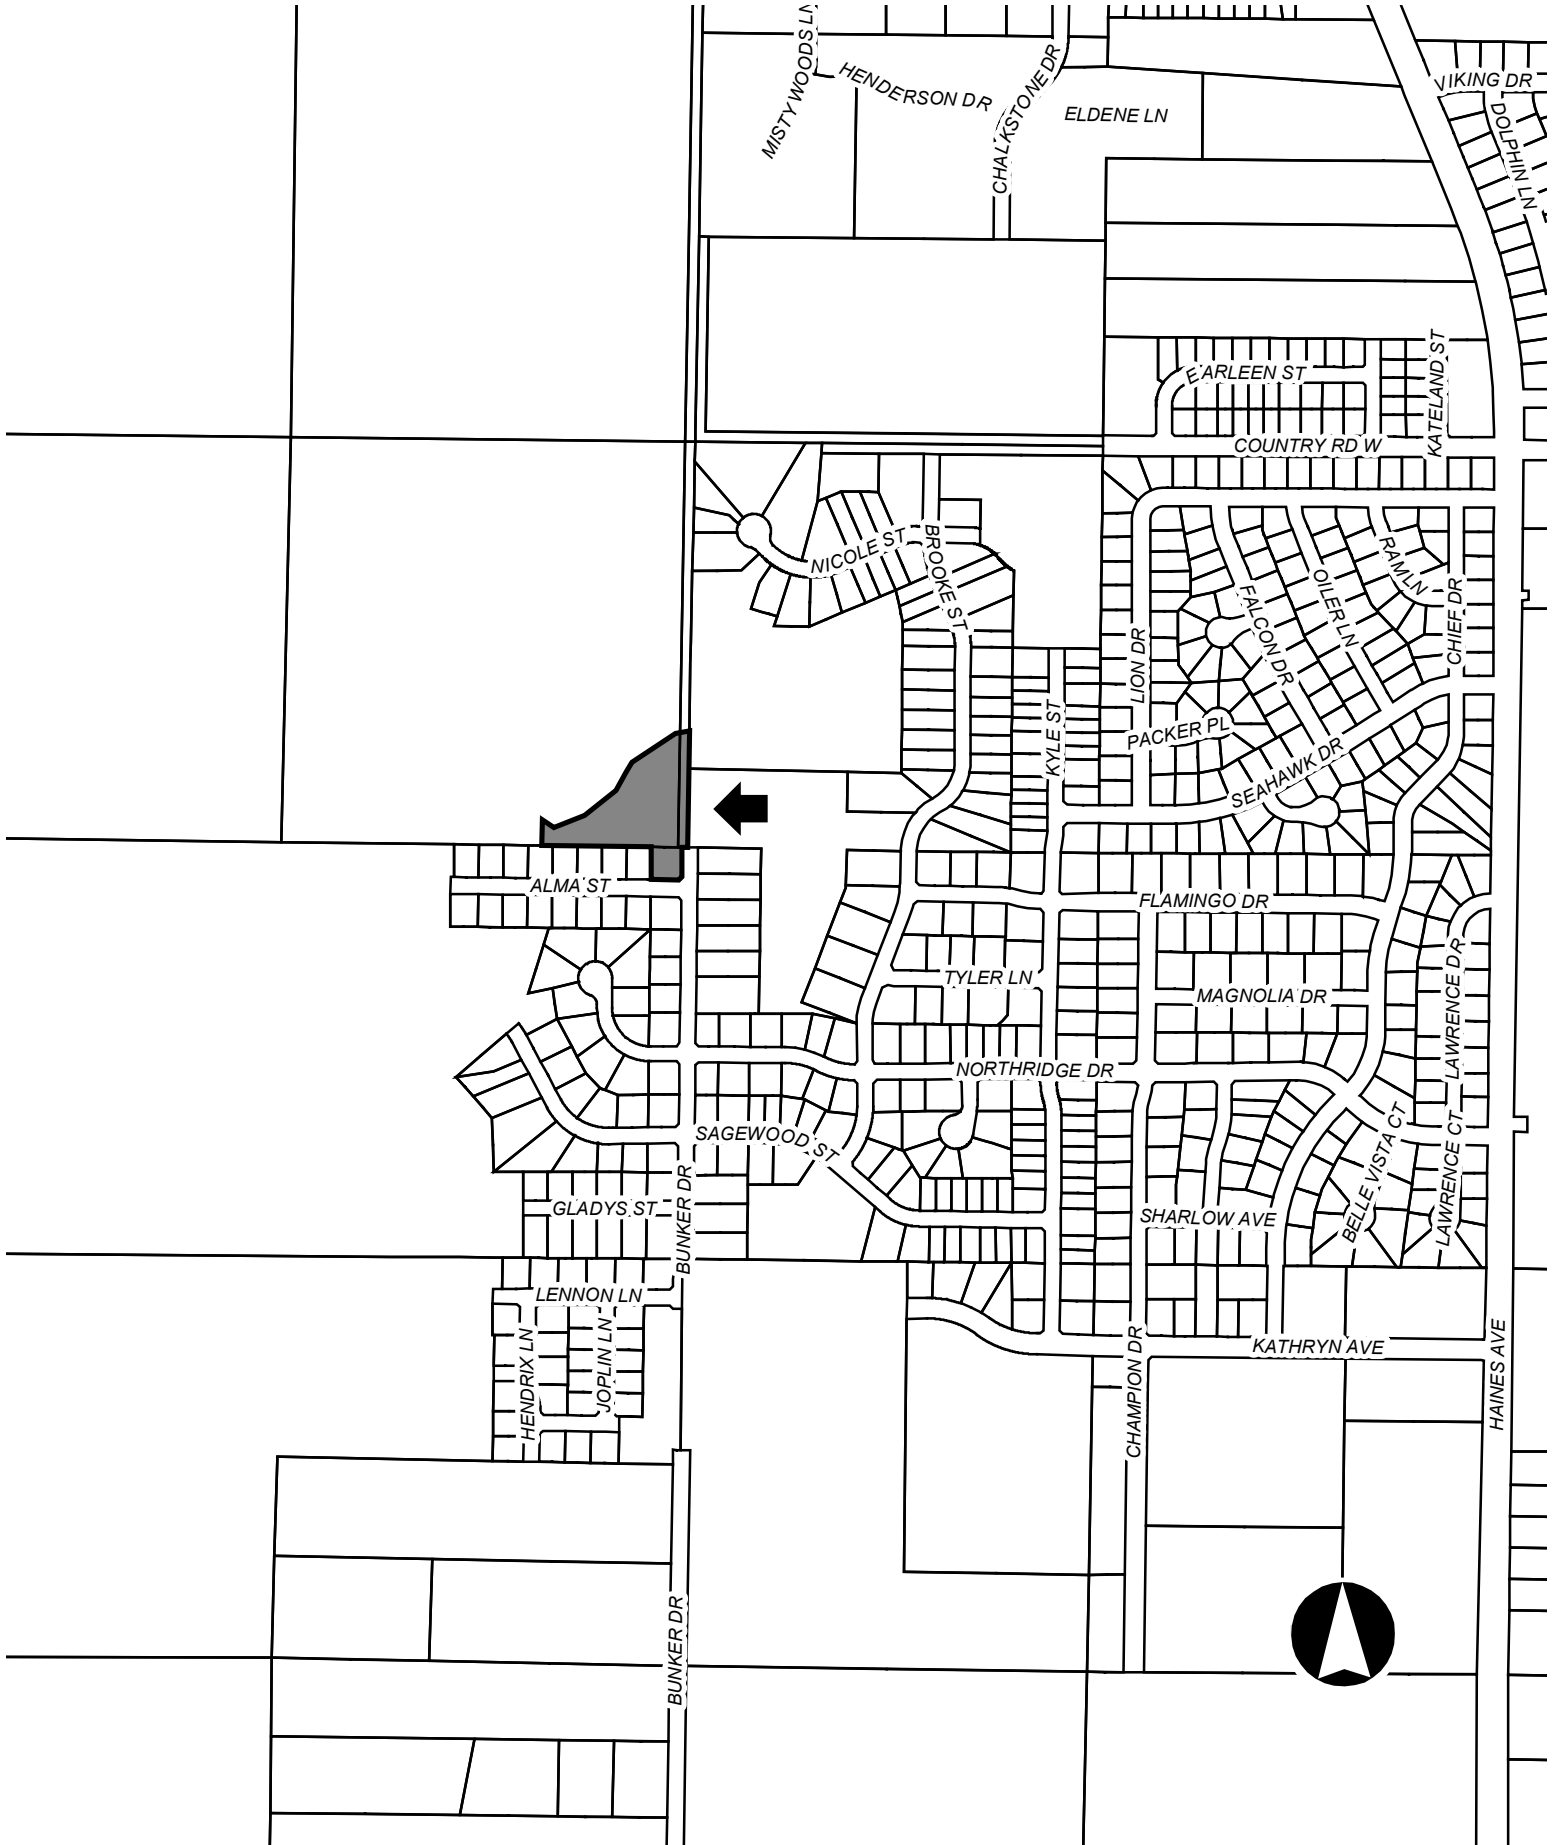 MISTY WOODS LN
HENDERSON DR
CHALKSTONE DR
ELDENE LN
VIKING DR
DOLPHIN LN
EARLEEN ST
KATELAND ST
COUNTRY RD W
NICOLE ST
BROOKE ST
RAM LN
OILER LN
FALCON DR
CHIEF DR
LION DR
KYLE ST
PACKER PL
SEAHAWK DR
ALMA ST
FLAMINGO DR
TYLER LN
MAGNOLIA DR
LAWRENCE DR
NORTHRIDGE DR
SAGEWOOD ST
BELLE VISTA CT
LAWRENCE CT
BUNKER DR
GLADYS ST
SHARLOW AVE
LENNON LN
HENDRIX LN
JOPLIN LN
CHAMPION DR
KATHRYN AVE
HAINES AVE
BUNKER DR